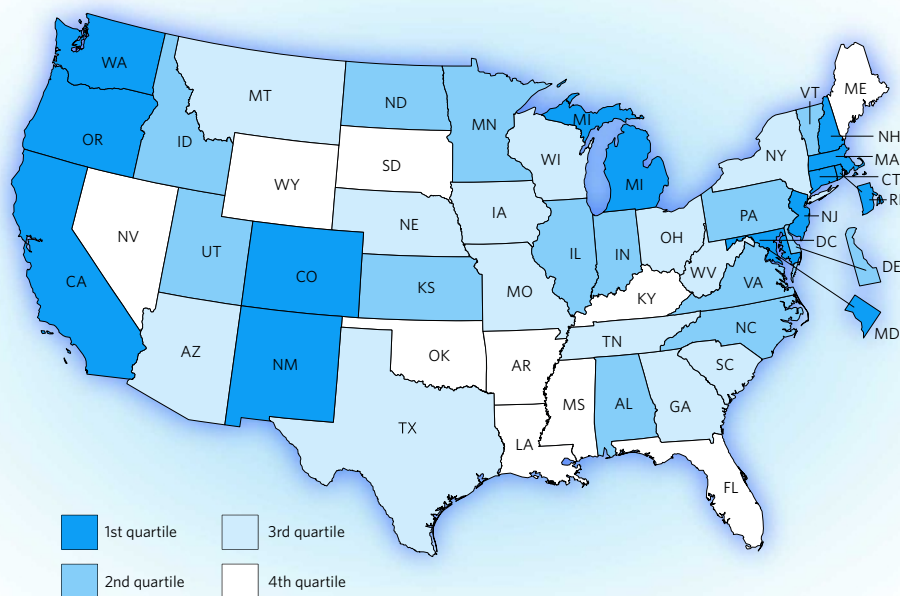 WA
MT
ND
MN
VT
ME
OR
ID
SD
WI
MI
NY
NH
MA
CT
WY
MI
RI
NV
NE
IA
PA
NJ
UT
CO
IL
IN
OH
DC
DE
CA
KS
MO
WV
VA
KY
NC
MD
AZ
NM
OK
AR
TN
SC
TX
MS
AL
GA
LA
FL
1st quartile
3rd quartile
2nd quartile
4th quartile